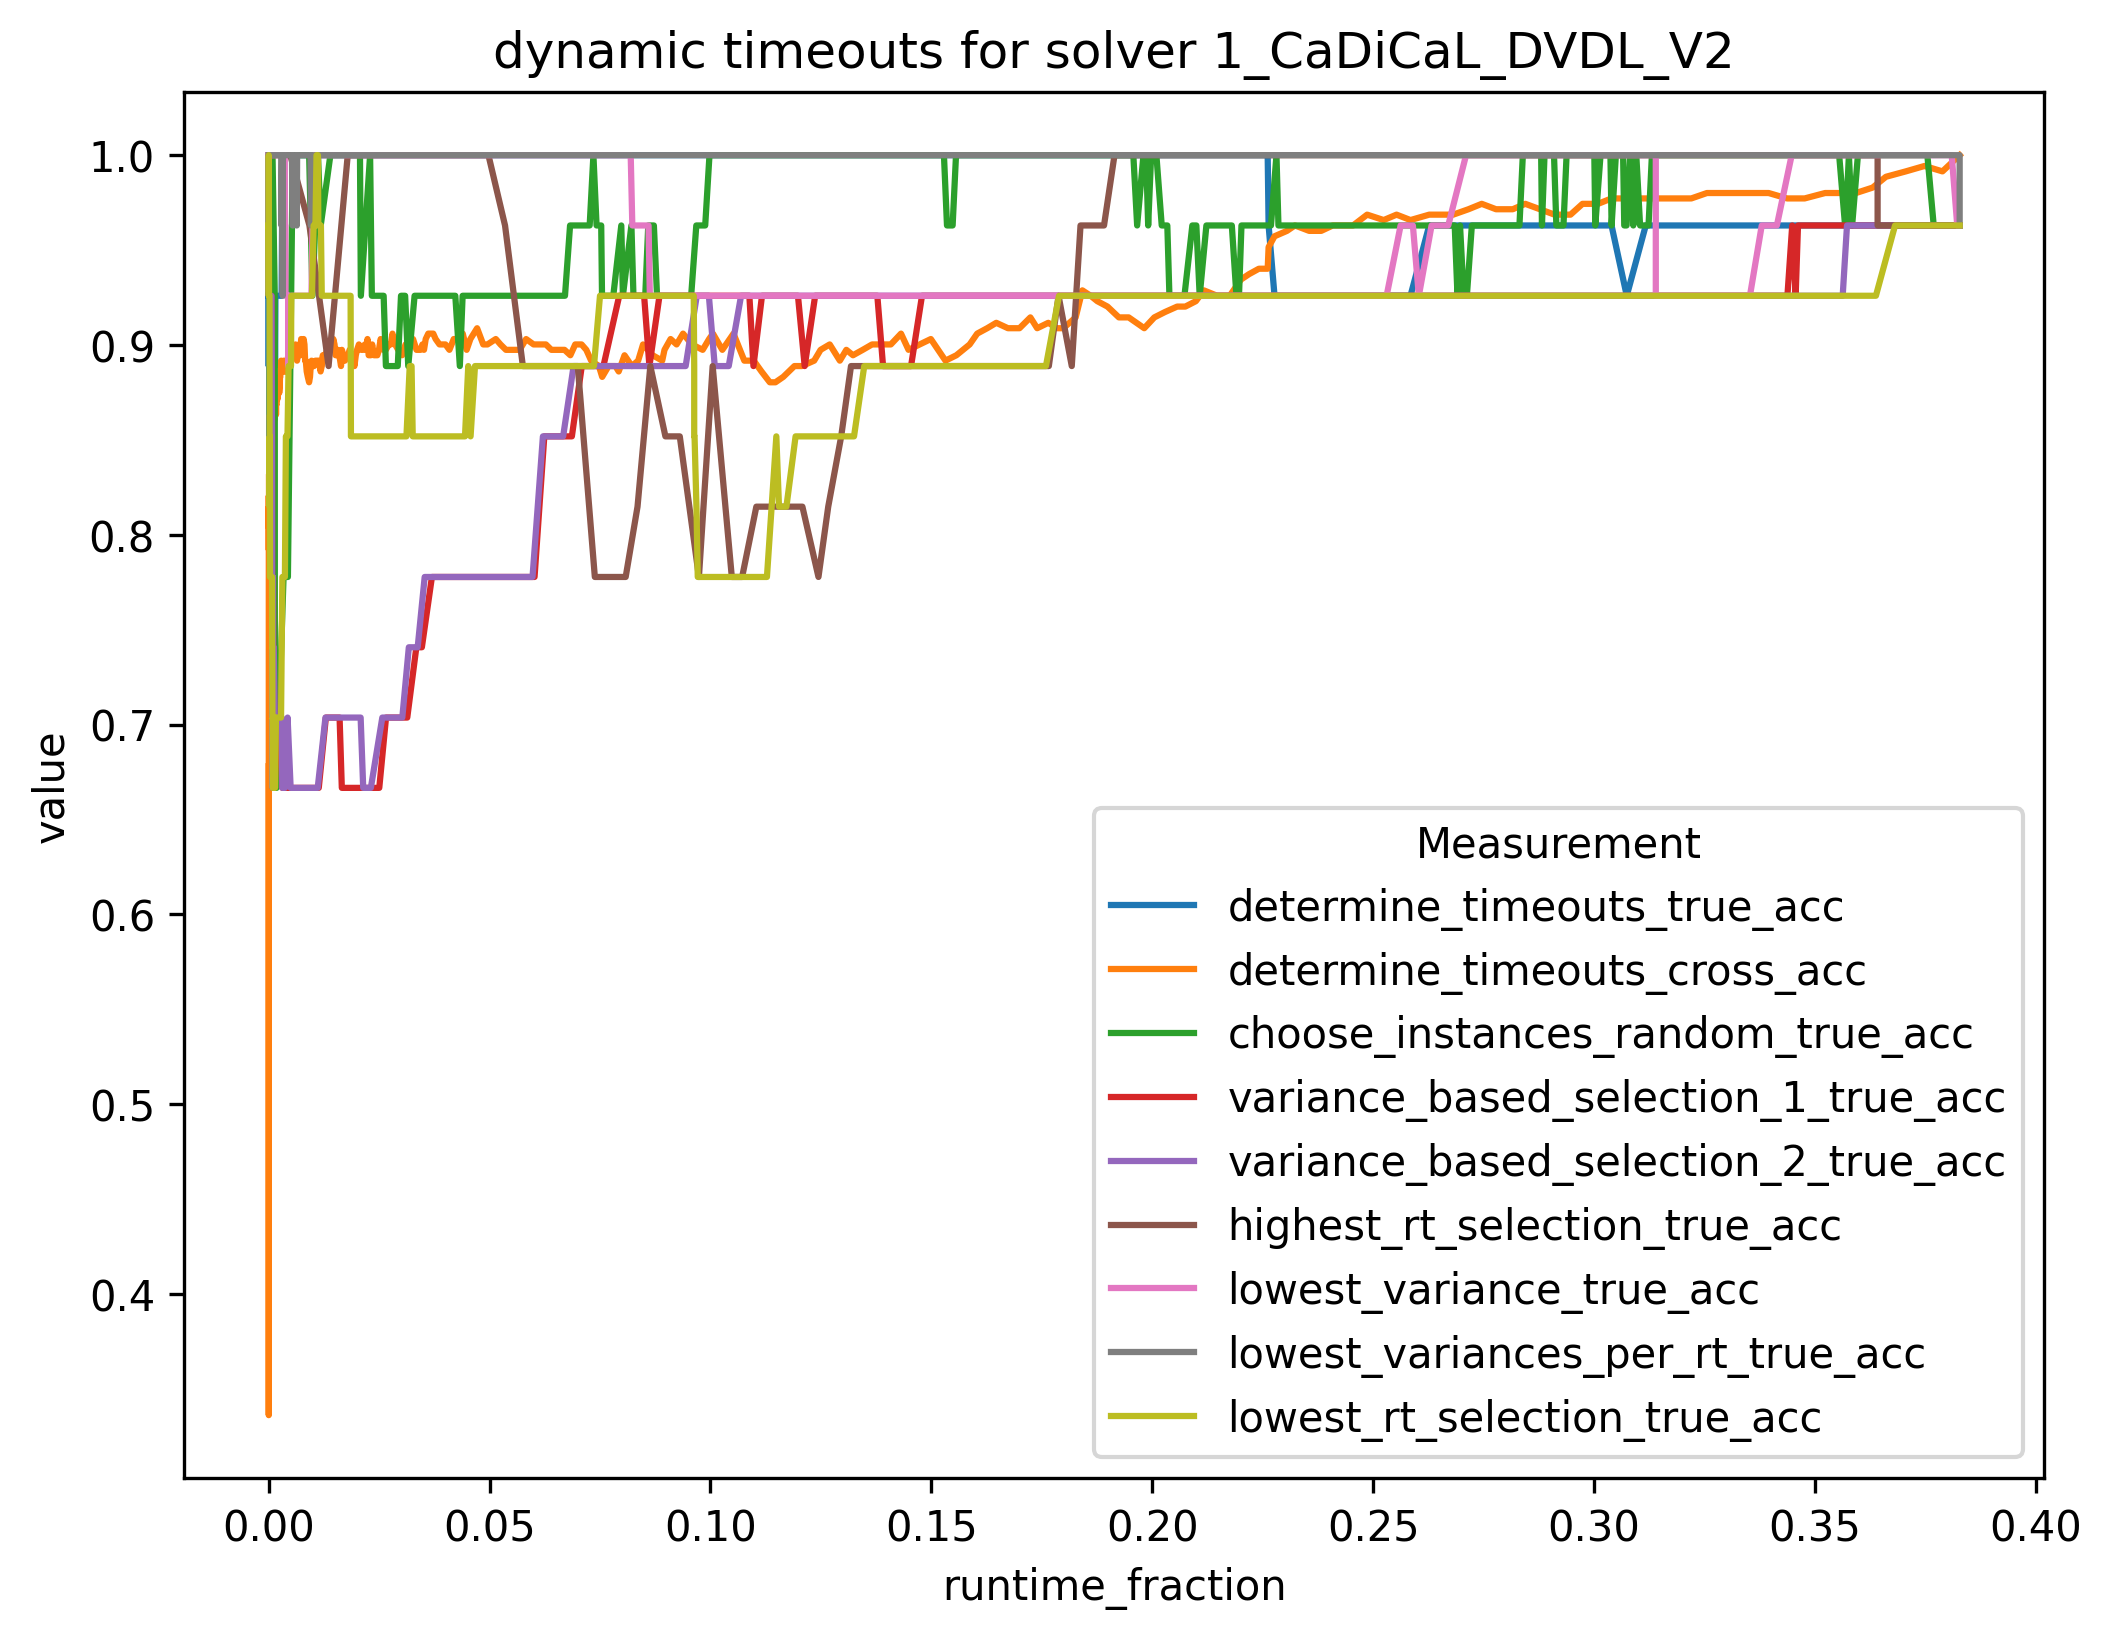 dynamic timeouts for solver 1_CaDiCaL_DVDL_V2
1.0
0.9
0.8
0.7
0.6
0.5
0.4
value
Measurement
determine_timeouts_true_acc
determine_timeouts_cross_acc
choose_instances_random_true_acc
variance_based_selection_1_true_acc
variance_based_selection_2_true_acc
highest_rt_selection_true_acc
lowest_variance_true_acc
lowest_variances_per_rt_true_acc
lowest_rt_selection_true_acc
0.00 0.05 0.10 0.15 0.20 0.25 0.30 0.35 0.40
runtime_fraction